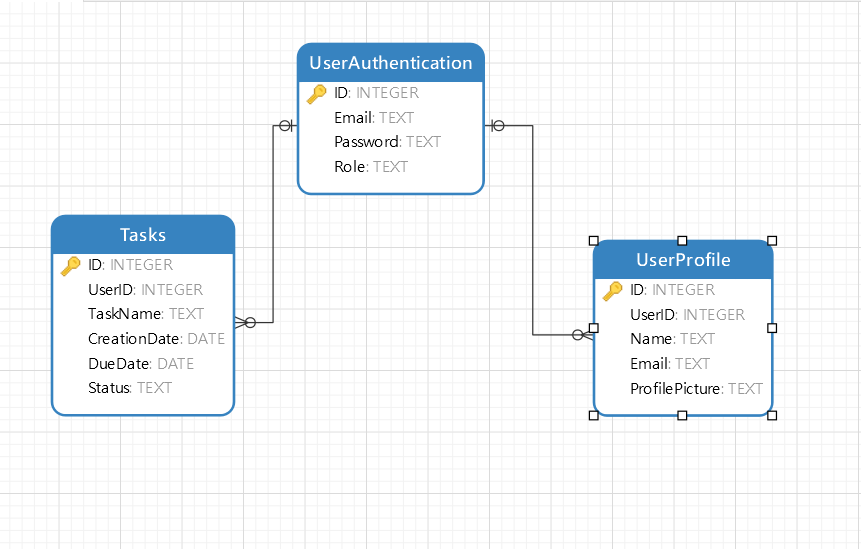 UserAuthentication
ID: INTEGER
Email: TEXT
Password: TEXT
Role: TEXT
Tasks
ID: INTEGER
UserID: INTEGER
TaskName: TEXT
CreationDate: DATE
DueDate: DATE
Status: TEXT
UserProfile
ID: INTEGER
UserID: INTEGER
Name: TEXT
Email: TEXT
ProfilePicture: TEXT